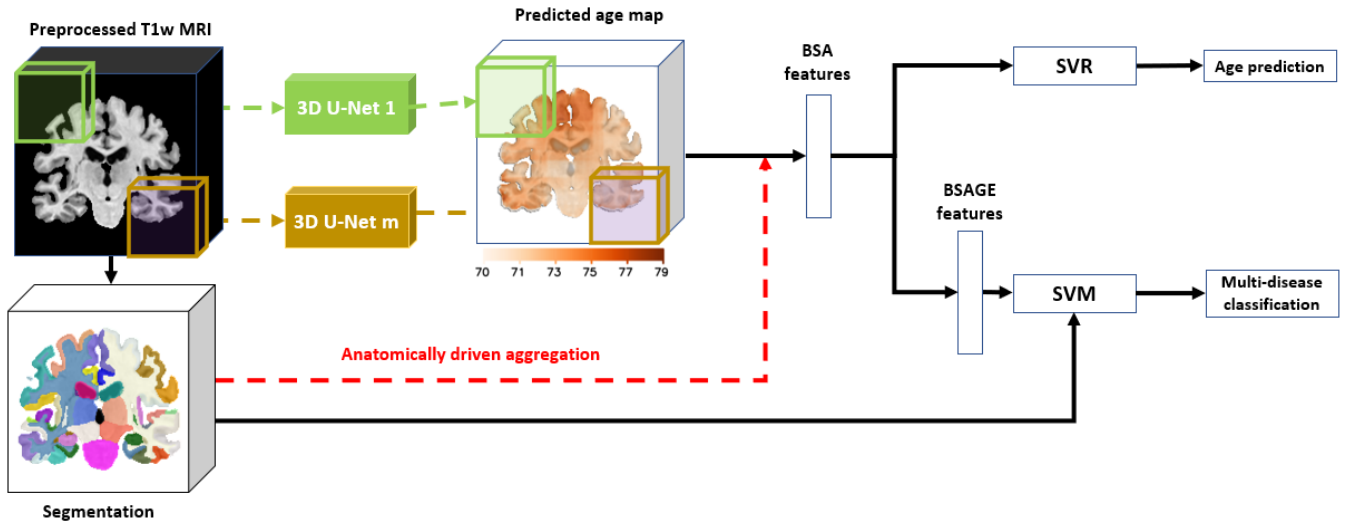 Preprocessed T1w MRI
Predicted age map
BSA
features
3D U-Net 1
SVR
Age prediction
3D U-Net m
70 71 73 75 77 79
BSAGE
features
SVM
Multi-disease
classification
Anatomically driven aggregation
Segmentation